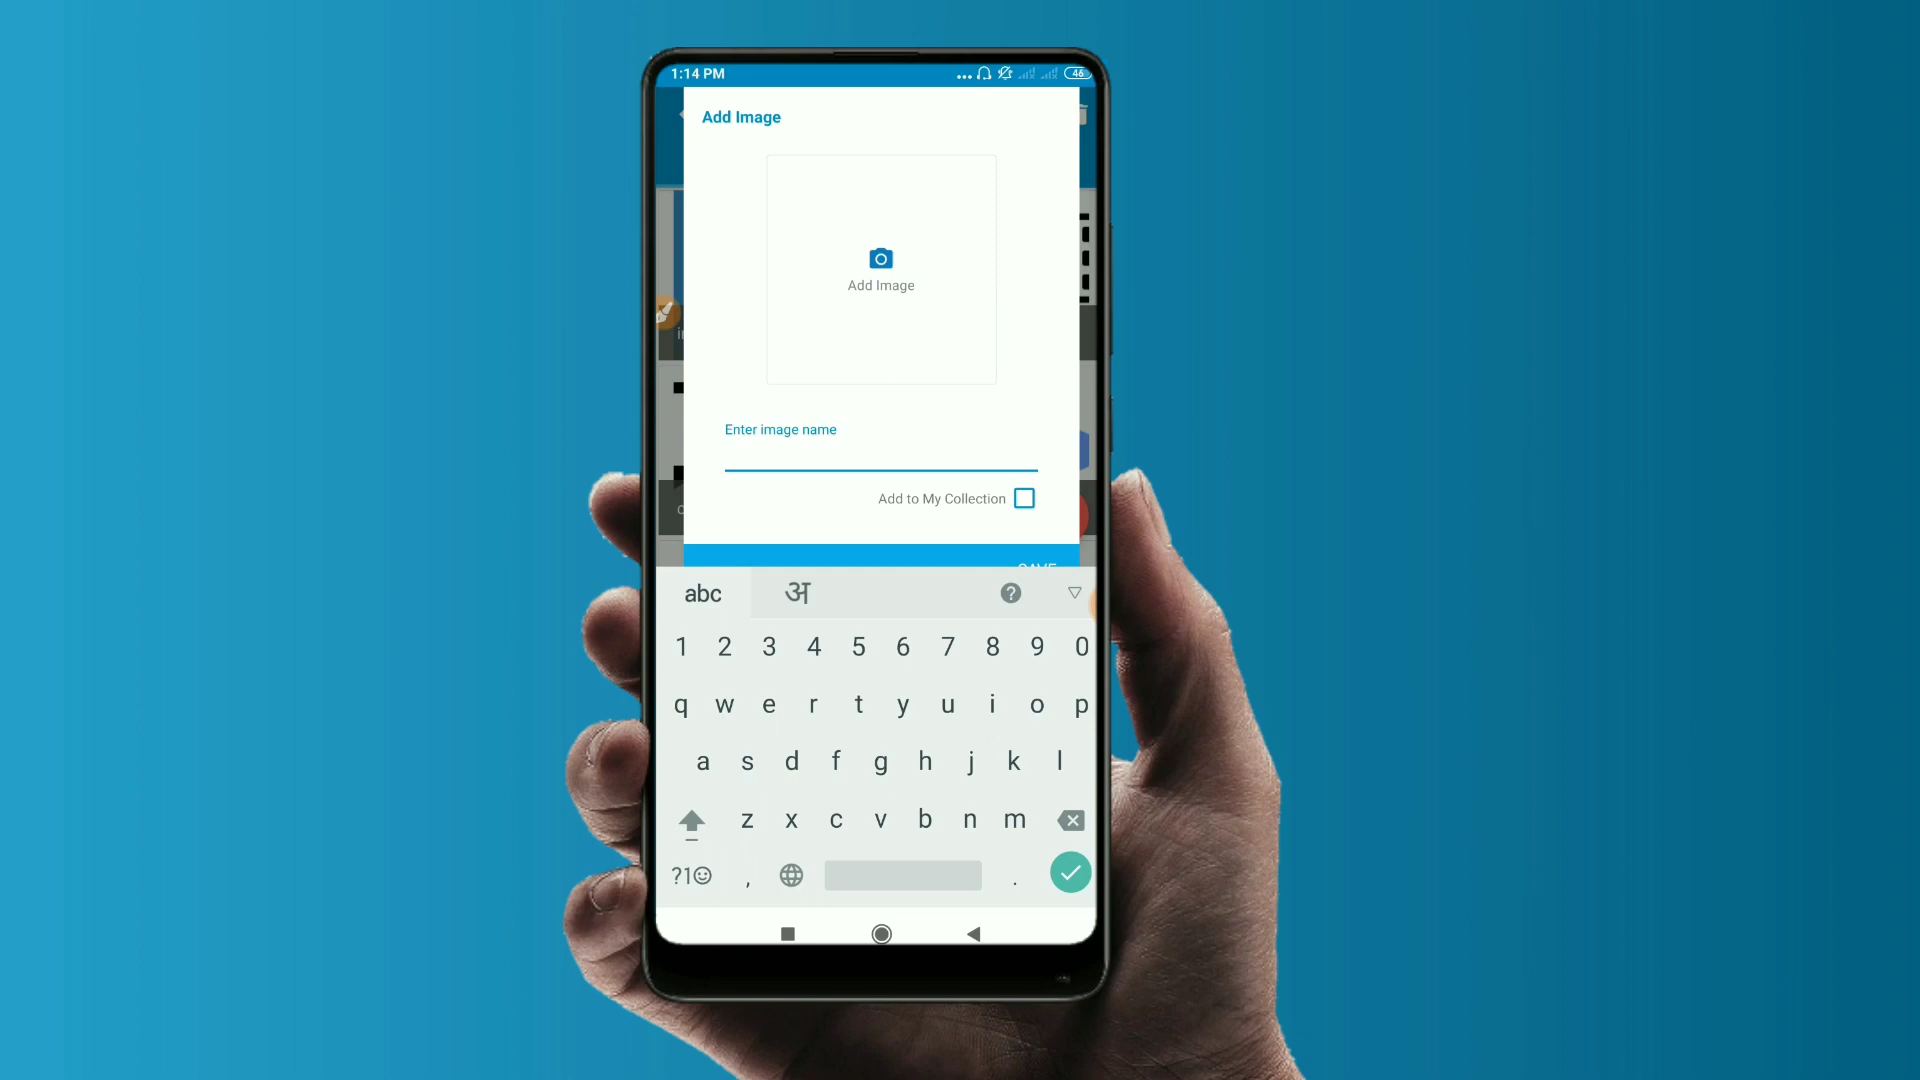 1:14 PM
46
Add Image
Add Image
Enter image name
Add to My Collection
SAVE
abc अ ?
1 2 3 4 5 6 7 8 9 0
q w e r t y u i o p
a s d f g h j k l
z x c v b n m
?1☺ , .